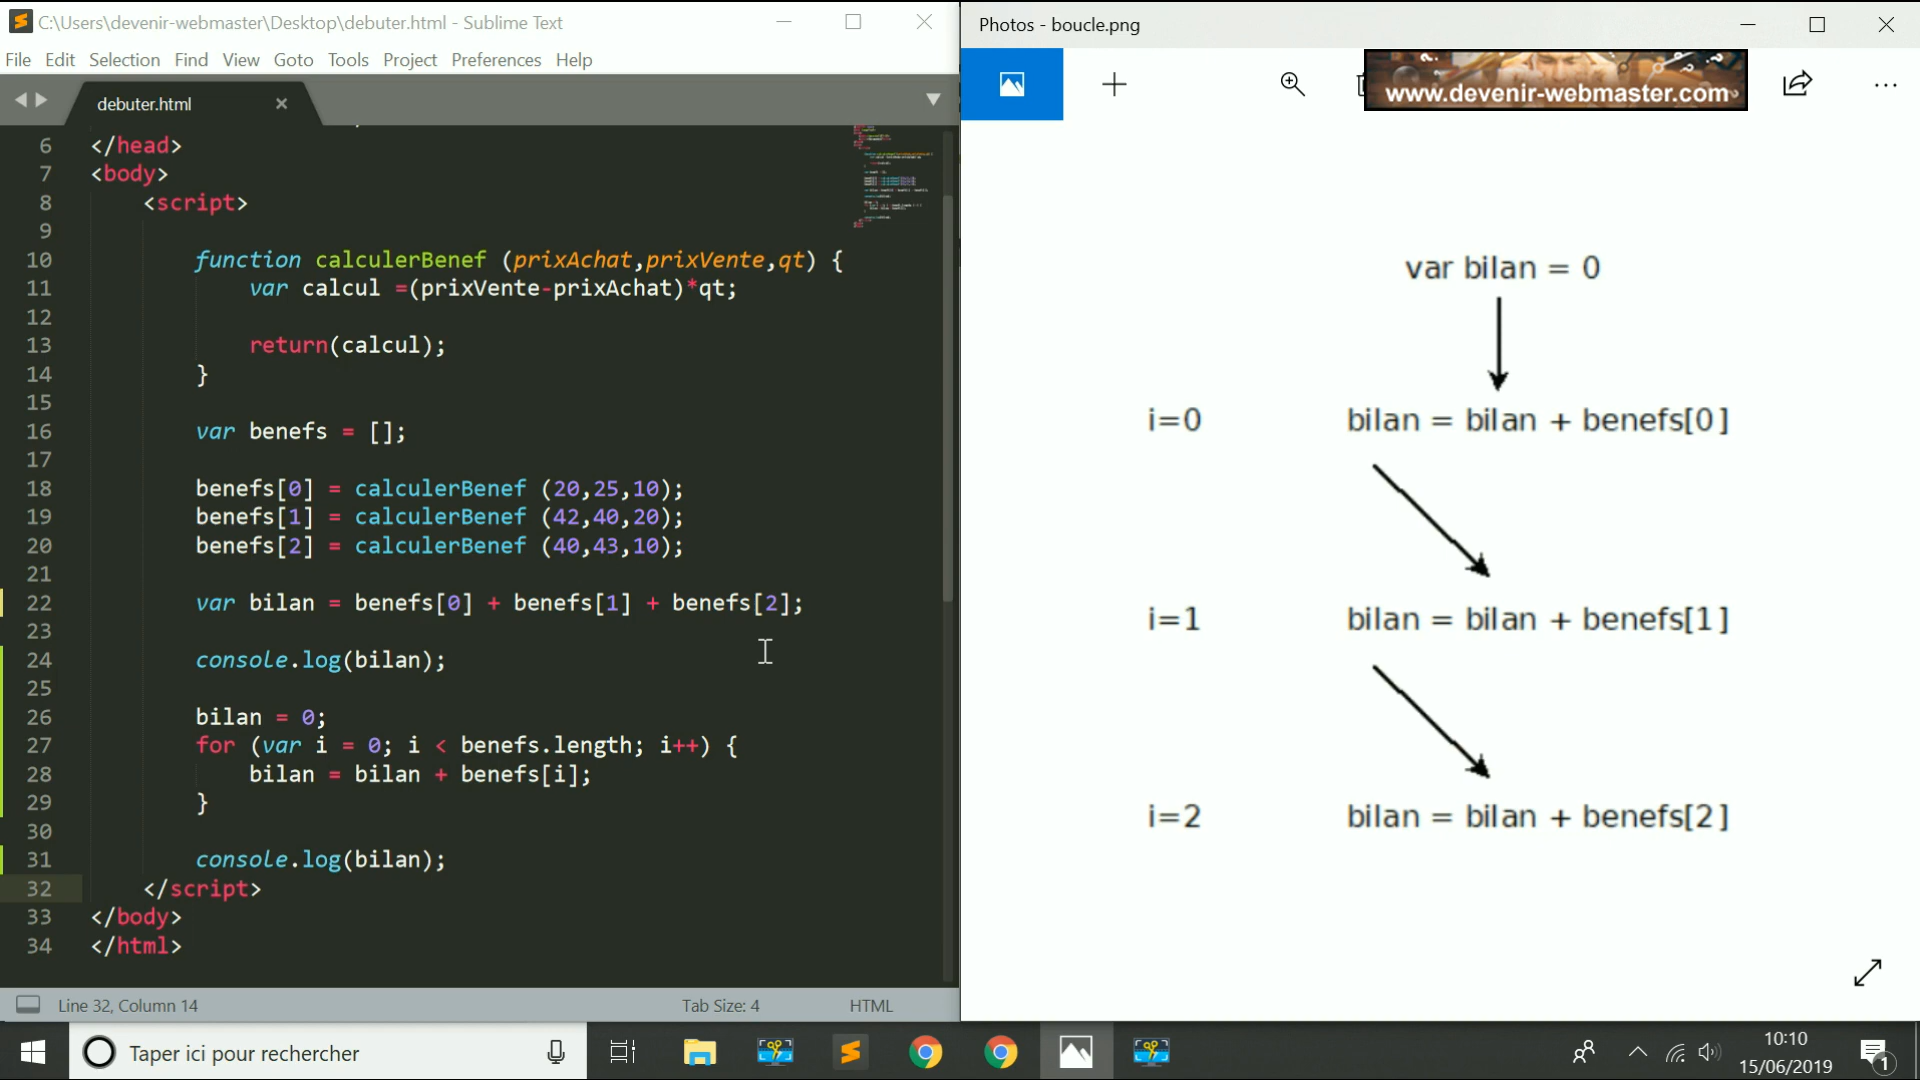 C:\Users\devenir-webmaster\Desktop\debuter.html - Sublime Text
File Edit Selection Find View Goto Tools Project Preferences Help
debuter.html
6 </head>
7 <body>
8 <script>
9
10 function calculerBenef (prixAchat,prixVente,qt) {
11 var calcul =(prixVente-prixAchat)*qt;
12
13 return(calcul);
14 }
15
16 var benefs = [];
17
18 benefs[0] = calculerBenef (20,25,10);
19 benefs[1] = calculerBenef (42,40,20);
20 benefs[2] = calculerBenef (40,43,10);
21
22 var bilan = benefs[0] + benefs[1] + benefs[2];
23
24 console.log(bilan);
25
26 bilan = 0;
27 for (var i = 0; i < benefs.length; i++) {
28 bilan = bilan + benefs[i];
29 }
30
31 console.log(bilan);
32 </script>
33 </body>
34 </html>
Line 32, Column 14
Tab Size: 4
HTML
Photos - boucle.png
www.devenir-webmaster.com
var bilan = 0
i=0 bilan = bilan + benefs[0]
i=1 bilan = bilan + benefs[1]
i=2 bilan = bilan + benefs[2]
Taper ici pour rechercher
10:10
15/06/2019
1